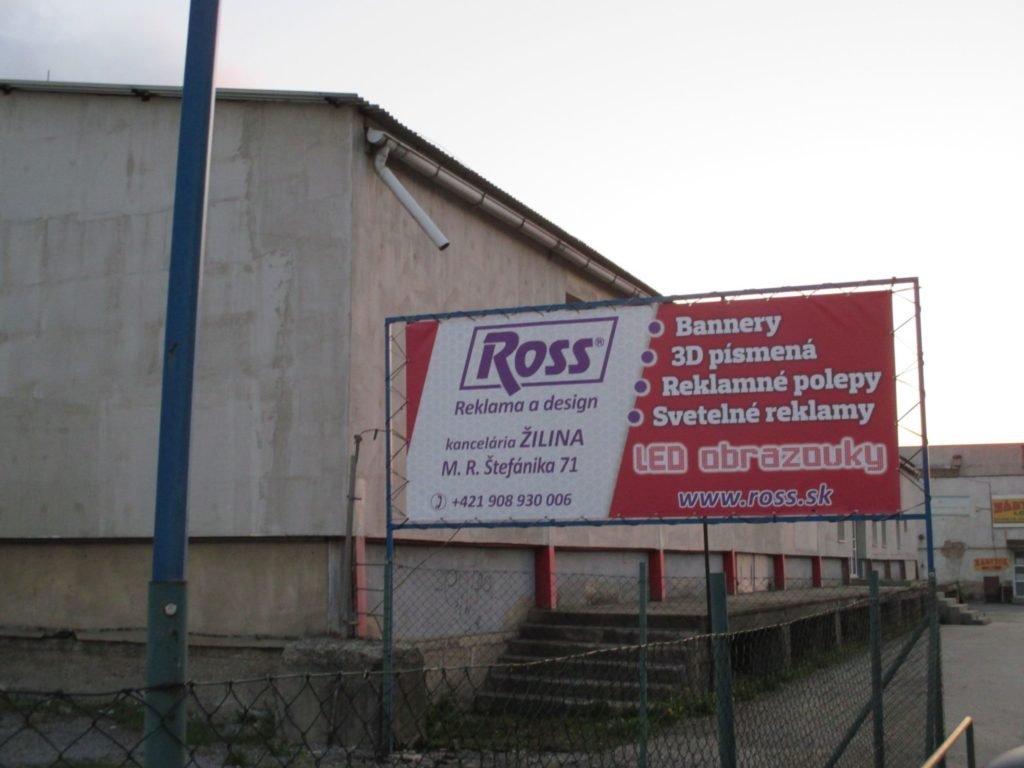 ROSS®
Reklama a design
kancelária ŽILINA
M. R. Štefánika 71
+421 908 930 006
Bannery
3D písmená
Reklamné polepy
Svetelné reklamy
LED obrazovky
www.ross.sk